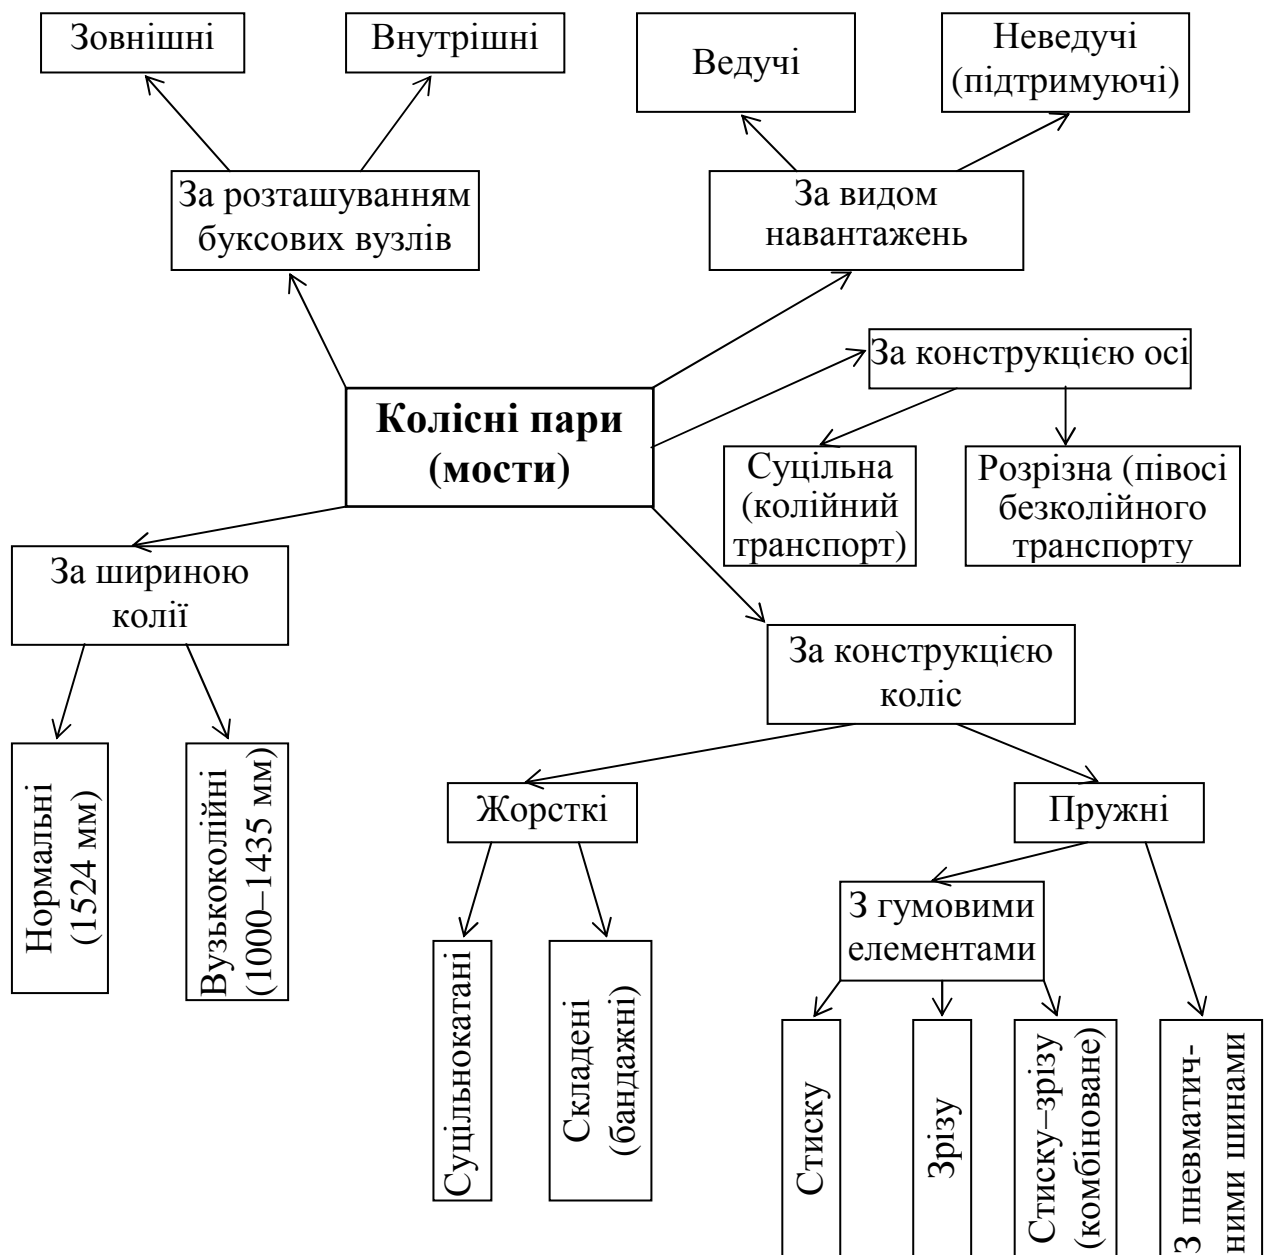 Зовнішні
Внутрішні
Ведучі
Неведучі
(підтримуючі)
За розташуванням
буксових вузлів
За видом
навантажень
За конструкцією осі
Колісні пари
(мости)
Суцільна
(колійний
транспорт)
Розрізна (півосі
безколійного
транспорту
За шириною
колії
За конструкцією
коліс
Нормальні
(1524 мм)
Вузькоколійні
(1000–1435 мм)
Жорсткі
Пружні
З гумовими
елементами
Суцільнокатані
Складені
(бандажні)
Стиску
Зрізу
Стиску–зрізу
(комбіноване)
З пневматич-
ними шинами